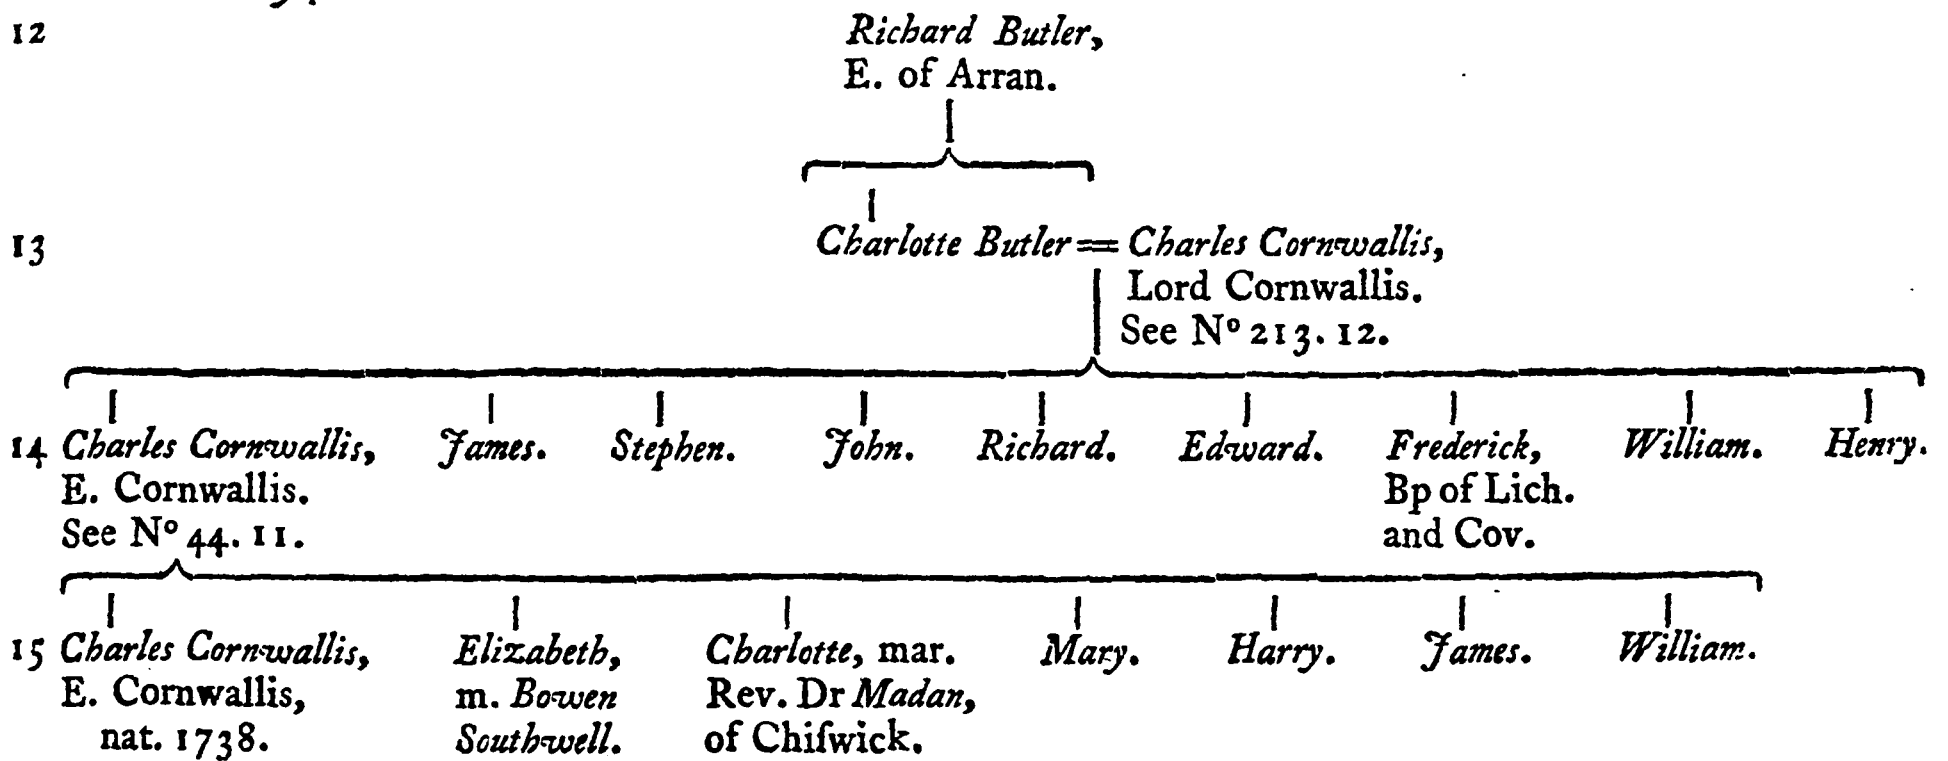 12 Richard Butler,
E. of Arran.
13 Charlotte Butler = Charles Cornwallis,
Lord Cornwallis.
See Nº 213. 12.
14 Charles Cornwallis, James. Stephen. John. Richard. Edward. Frederick, William. Henry.
E. Cornwallis. Bp of Lich.
See Nº 44. 11. and Cov.
15 Charles Cornwallis, Elizabeth, Charlotte, mar. Mary. Harry. James. William.
E. Cornwallis, m. Bowen Rev. Dr Madan,
nat. 1738. Southwell. of Chiſwick.